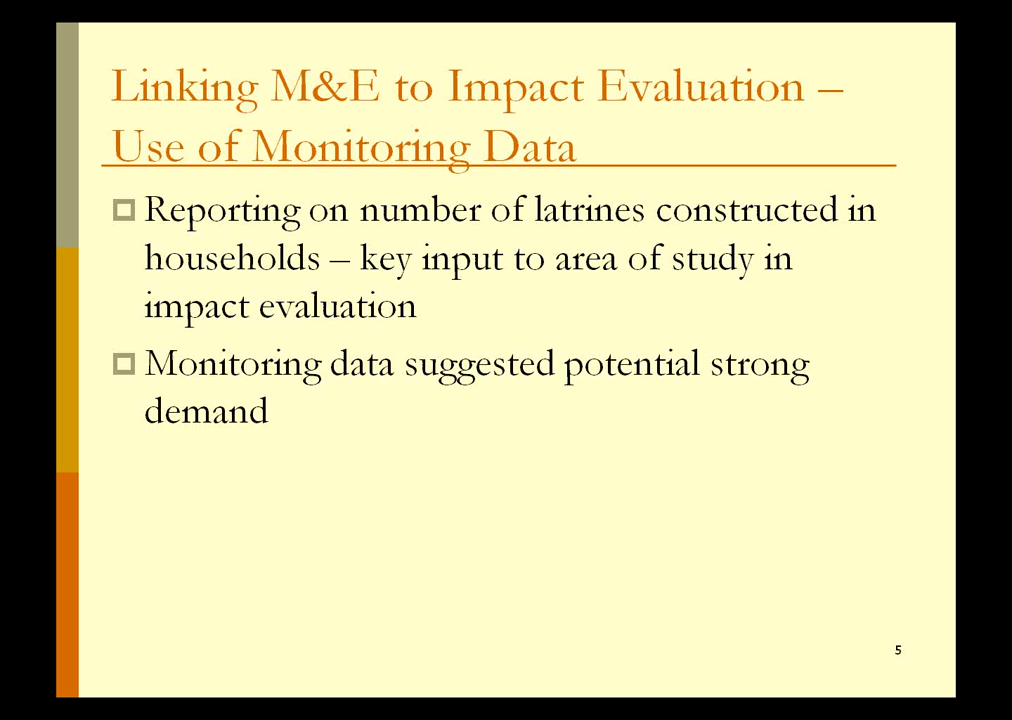 Linking M&E to Impact Evaluation –
Use of Monitoring Data
Reporting on number of latrines constructed in
households – key input to area of study in
impact evaluation
Monitoring data suggested potential strong
demand
5